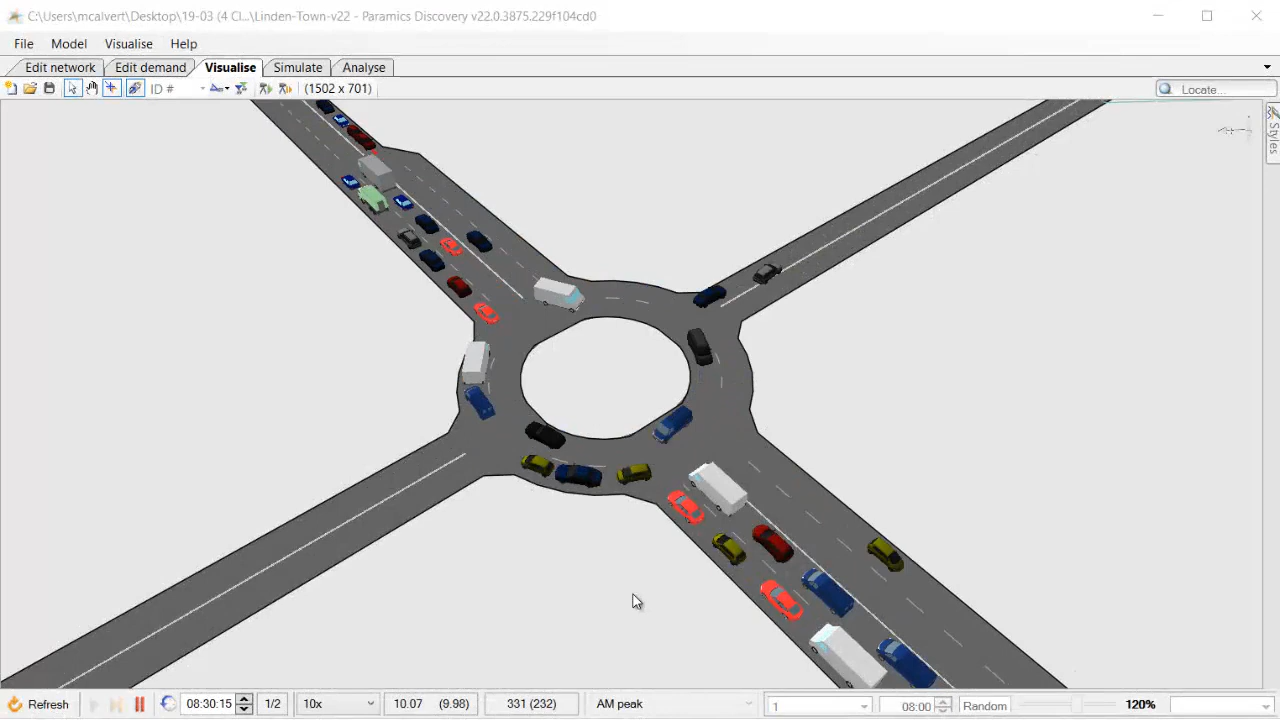 C:\Users\mcalvert\Desktop\19-03 (4 Cl...\Linden-Town-v22 - Paramics Discovery v22.0.3875.229f104cd0
File Model Visualise Help
Edit network Edit demand Visualise Simulate Analyse
ID # (1502 x 701) Locate...
Styles
Refresh 08:30:15 1/2 10x 10.07 (9.98) 331 (232) AM peak 1 08:00 Random 120%